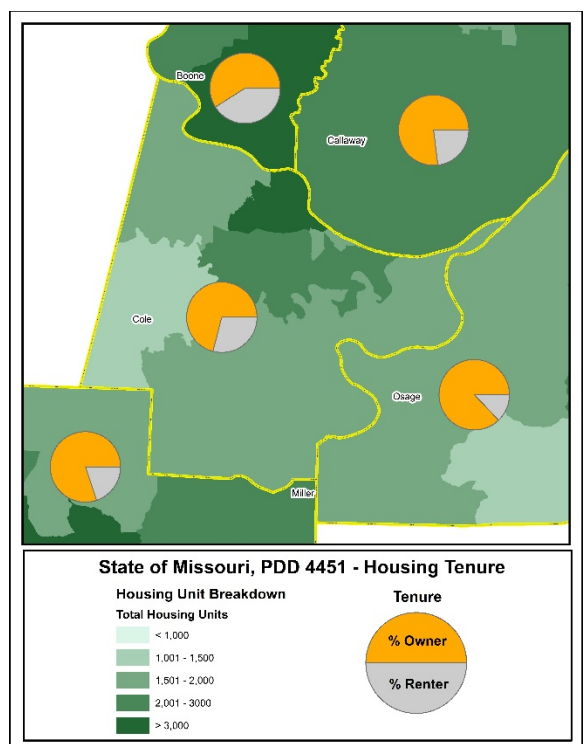 Boone
Callaway
Cole
Osage
Miller
State of Missouri, PDD 4451 - Housing Tenure
Housing Unit Breakdown
Total Housing Units
< 1,000
1,001 - 1,500
1,501 - 2,000
2,001 - 3000
> 3,000
Tenure
% Owner
% Renter